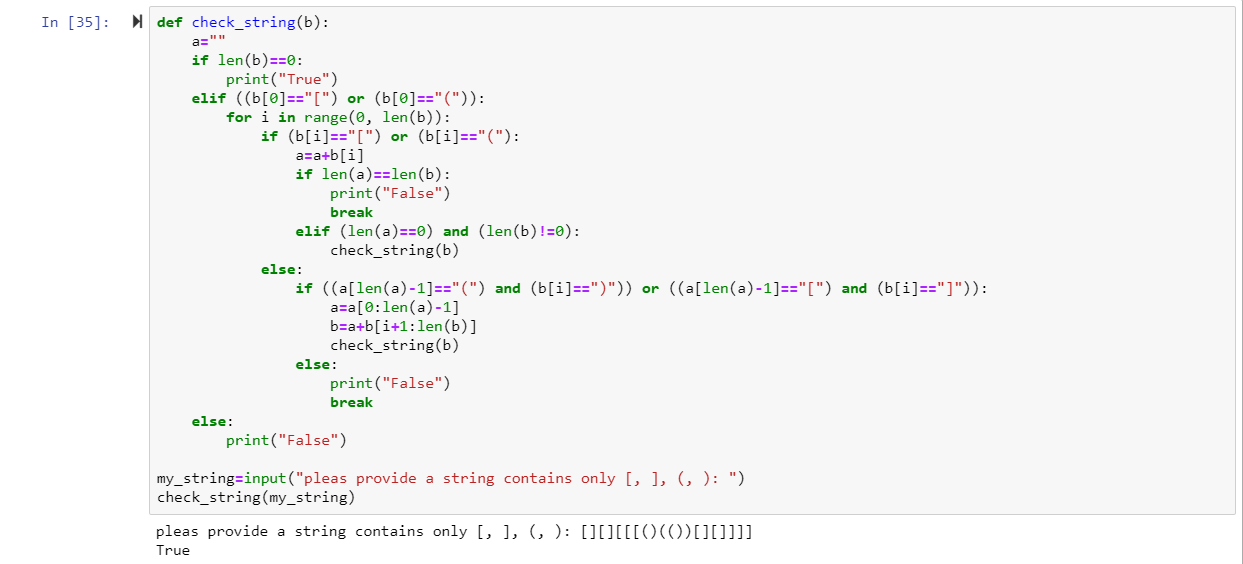 In [35]:
def check_string(b):
    a=""
    if len(b)==0:
        print("True")
    elif ((b[0]=="[") or (b[0]=="(")):
        for i in range(0, len(b)):
            if (b[i]=="[") or (b[i]=="("):
                a=a+b[i]
                if len(a)==len(b):
                    print("False")
                    break
                elif (len(a)==0) and (len(b)!=0):
                    check_string(b)
            else:
                if ((a[len(a)-1]=="(") and (b[i]==")")) or ((a[len(a)-1]=="[") and (b[i]=="]")):
                    a=a[0:len(a)-1]
                    b=a+b[i+1:len(b)]
                    check_string(b)
                else:
                    print("False")
                    break
    else:
        print("False")

my_string=input("pleas provide a string contains only [, ], (, ): ")
check_string(my_string)
pleas provide a string contains only [, ], (, ): [][][[[()(())[][]]]]
True